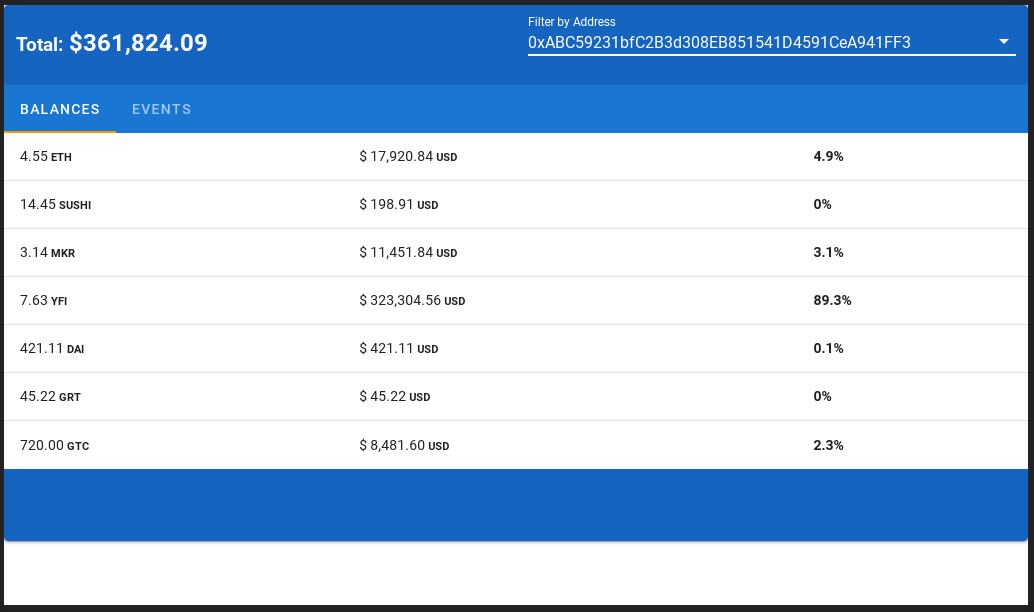 Total: $361,824.09
Filter by Address
0xABC59231bfC2B3d308EB851541D4591CeA941FF3
BALANCES EVENTS
4.55 ETH $ 17,920.84 USD 4.9%
14.45 SUSHI $ 198.91 USD 0%
3.14 MKR $ 11,451.84 USD 3.1%
7.63 YFI $ 323,304.56 USD 89.3%
421.11 DAI $ 421.11 USD 0.1%
45.22 GRT $ 45.22 USD 0%
720.00 GTC $ 8,481.60 USD 2.3%